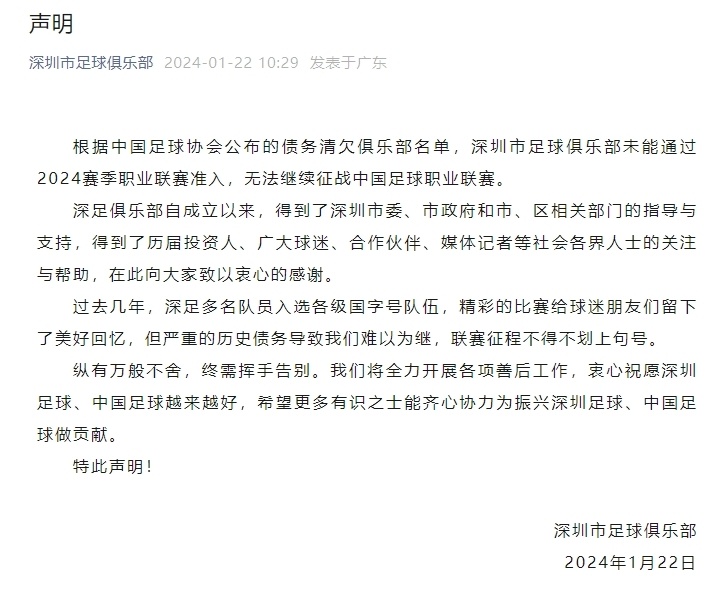 声明
深圳市足球俱乐部 2024-01-22 10:29 发表于广东
根据中国足球协会公布的债务清欠俱乐部名单，深圳市足球俱乐部未能通过
2024赛季职业联赛准入，无法继续征战中国足球职业联赛。
深足俱乐部自成立以来，得到了深圳市委、市政府和市、区相关部门的指导与
支持，得到了历届投资人、广大球迷、合作伙伴、媒体记者等社会各界人士的关注
与帮助，在此向大家致以衷心的感谢。
过去几年，深足多名队员入选各级国字号队伍，精彩的比赛给球迷朋友们留下
了美好回忆，但严重的历史债务导致我们难以为继，联赛征程不得不划上句号。
纵有万般不舍，终需挥手告别。我们将全力开展各项善后工作，衷心祝愿深圳
足球、中国足球越来越好，希望更多有识之士能齐心协力为振兴深圳足球、中国足
球做贡献。
特此声明！
深圳市足球俱乐部
2024年1月22日